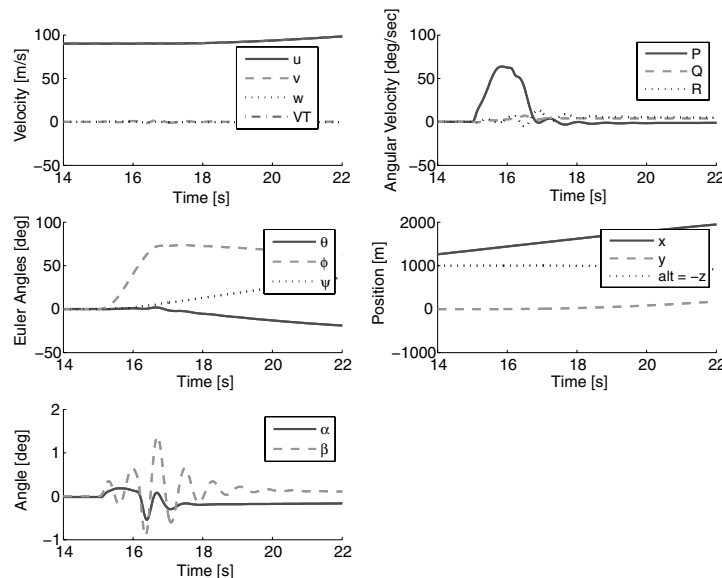 Velocity [m/s]
100
50
0
-50
14 16 18 20 22
Time [s]
u
v
w
VT
Angular Velocity [deg/sec]
100
50
0
-50
14 16 18 20 22
Time [s]
P
Q
R
Euler Angles [deg]
100
50
0
-50
14 16 18 20 22
Time [s]
θ
ϕ
ψ
Position [m]
2000
1000
0
-1000
14 16 18 20 22
Time [s]
x
y
alt = -z
Angle [deg]
2
1
0
-1
14 16 18 20 22
Time [s]
α
β